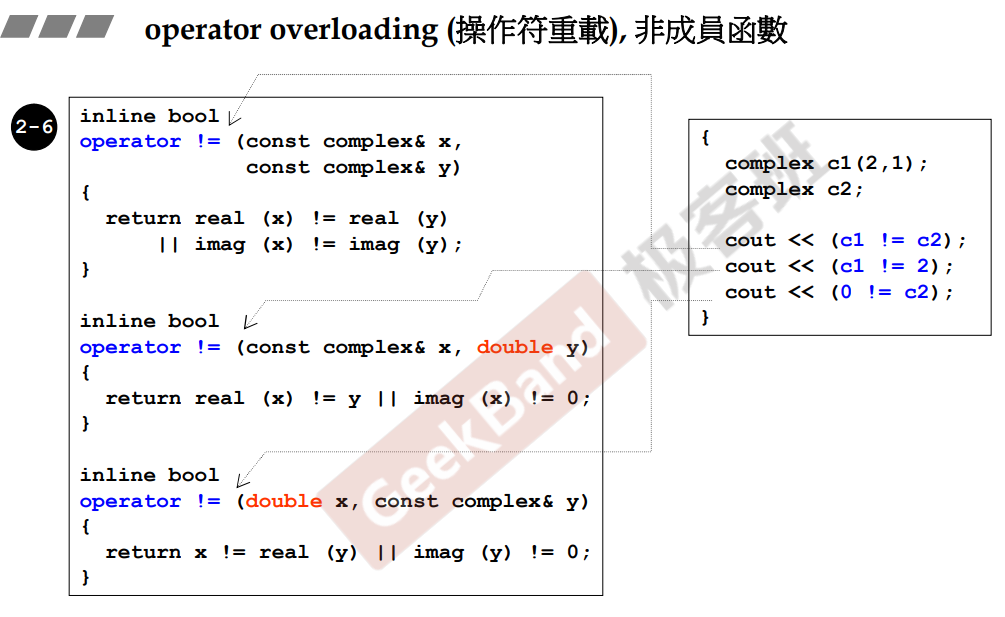 operator overloading (操作符重載), 非成員函數
2-6
inline bool
operator != (const complex& x,
             const complex& y)
{
  return real (x) != real (y)
      || imag (x) != imag (y);
}
inline bool
operator != (const complex& x, double y)
{
  return real (x) != y || imag (x) != 0;
}
inline bool
operator != (double x, const complex& y)
{
  return x != real (y) || imag (y) != 0;
}
{
  complex c1(2,1);
  complex c2;
  cout << (c1 != c2);
  cout << (c1 != 2);
  cout << (0 != c2);
}
GeekBand 极客班